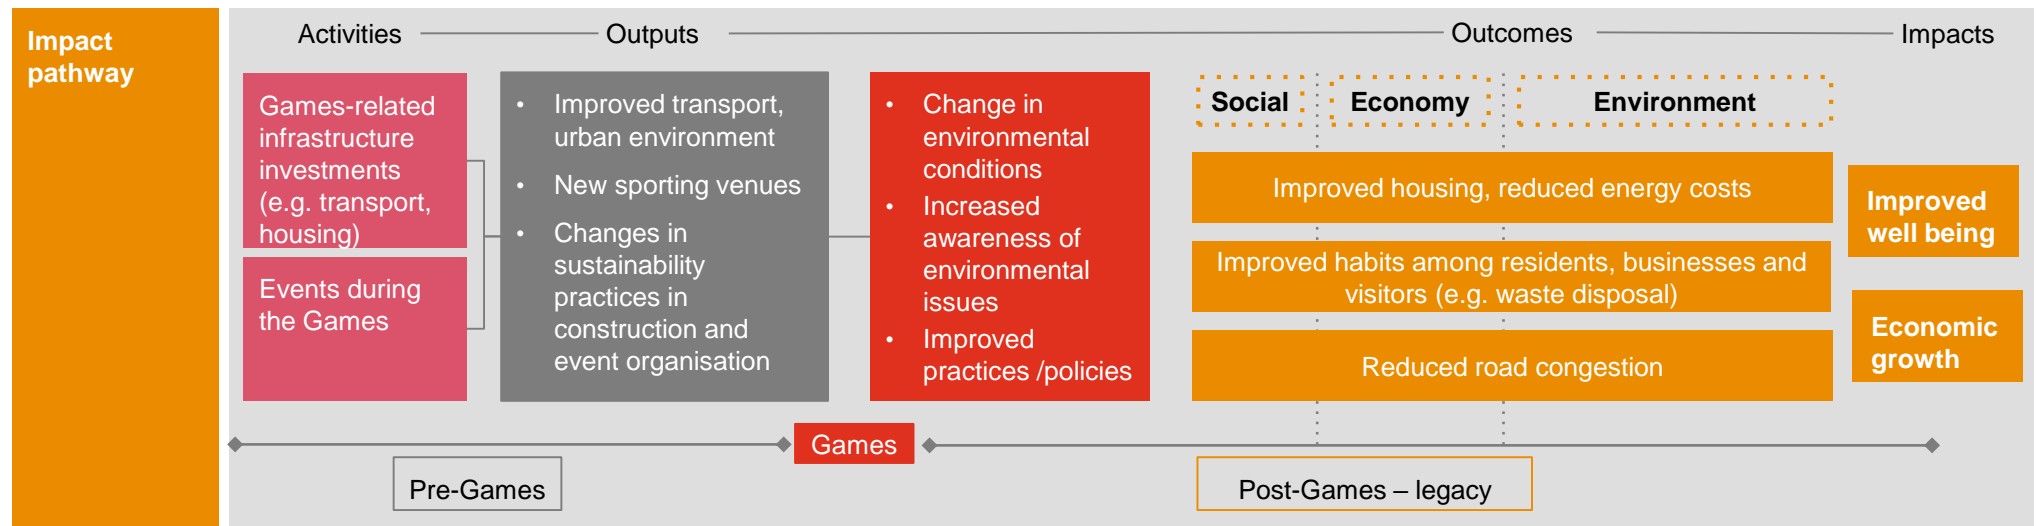 Impact
pathway
Activities
Outputs
Outcomes
Impacts
Games-related
infrastructure
investments
(e.g. transport,
housing)
Events during
the Games
• Improved transport,
urban environment
• New sporting venues
• Changes in
sustainability
practices in
construction and
event organisation
• Change in
environmental
conditions
• Increased
awareness of
environmental
issues
• Improved
practices /policies
Social
Economy
Environment
Improved housing, reduced energy costs
Improved habits among residents, businesses and
visitors (e.g. waste disposal)
Reduced road congestion
Improved
well being
Economic
growth
Games
Pre-Games
Post-Games – legacy